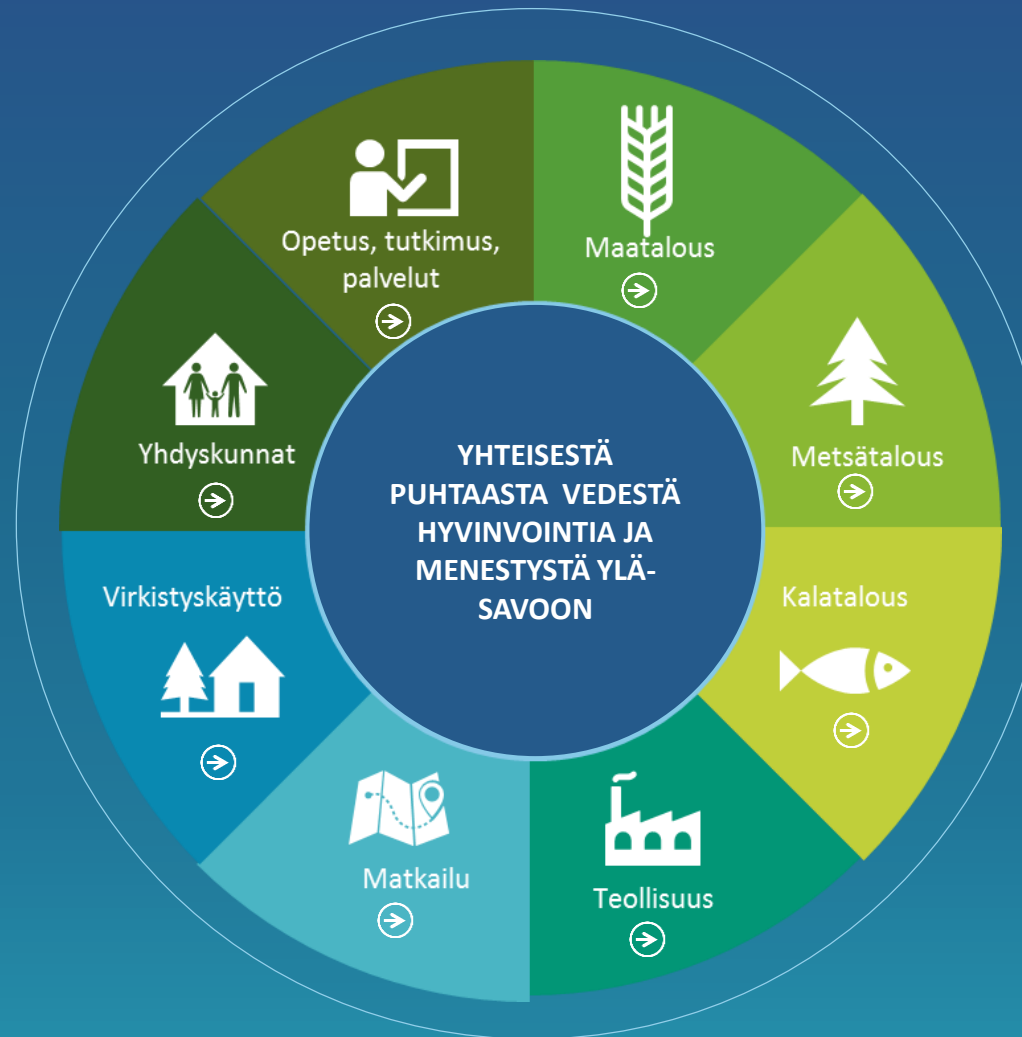 Opetus, tutkimus,
palvelut
Maatalous
Yhdyskunnat
Metsätalous
YHTEISESTÄ
PUHTAASTA VEDESTÄ
HYVINVOINTIA JA
MENESTYSTÄ YLÄ-
SAVOON
Virkistyskäyttö
Kalatalous
Matkailu
Teollisuus